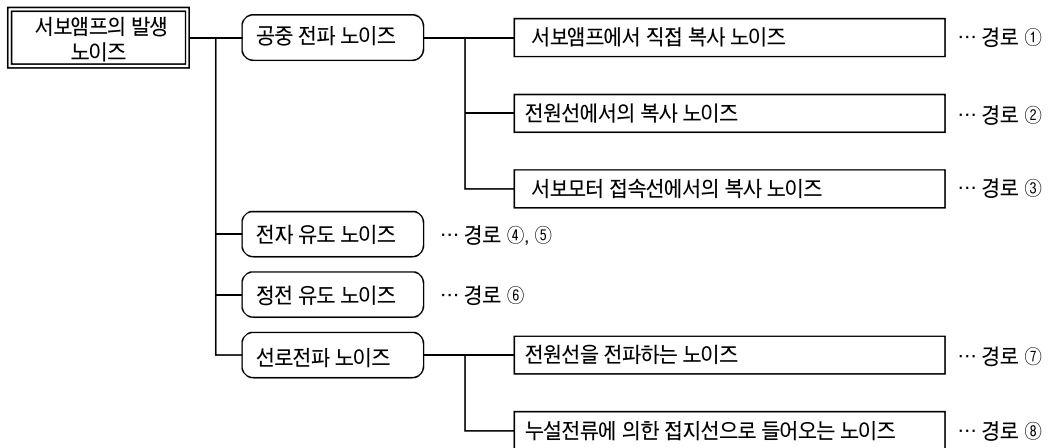 서보앰프의 발생
노이즈
공중 전파 노이즈
서보앰프에서 직접 복사 노이즈
··· 경로 ①
전원선에서의 복사 노이즈
··· 경로 ②
서보모터 접속선에서의 복사 노이즈
··· 경로 ③
전자 유도 노이즈
··· 경로 ④, ⑤
정전 유도 노이즈
··· 경로 ⑥
선로전파 노이즈
전원선을 전파하는 노이즈
··· 경로 ⑦
누설전류에 의한 접지선으로 들어오는 노이즈
··· 경로 ⑧